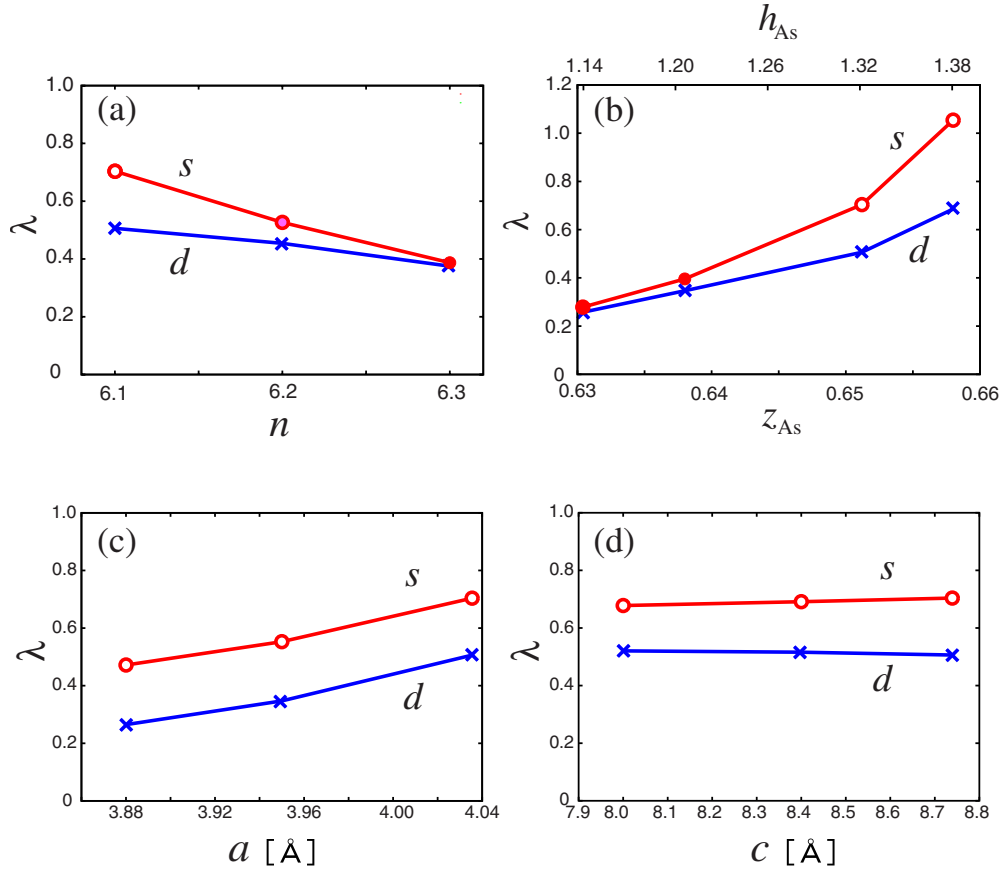 h_As
1.14 1.20 1.26 1.32 1.38
(a)
1.0
0.8
0.6
0.4
0.2
0
λ
s
d
6.1 6.2 6.3
n
(b)
1.2
1.0
0.8
0.6
0.4
0.2
0
λ
s
d
0.63 0.64 0.65 0.66
z_As
(c)
1.0
0.8
0.6
0.4
0.2
0
λ
s
d
3.88 3.92 3.96 4.00 4.04
a [Å]
(d)
1.0
0.8
0.6
0.4
0.2
0
λ
s
d
7.9 8.0 8.1 8.2 8.3 8.4 8.5 8.6 8.7 8.8
c [Å]